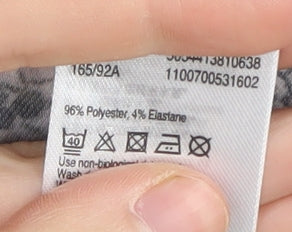 165/92A
1100700531602
96% Polyester, 4% Elastane
40
Use non-biological